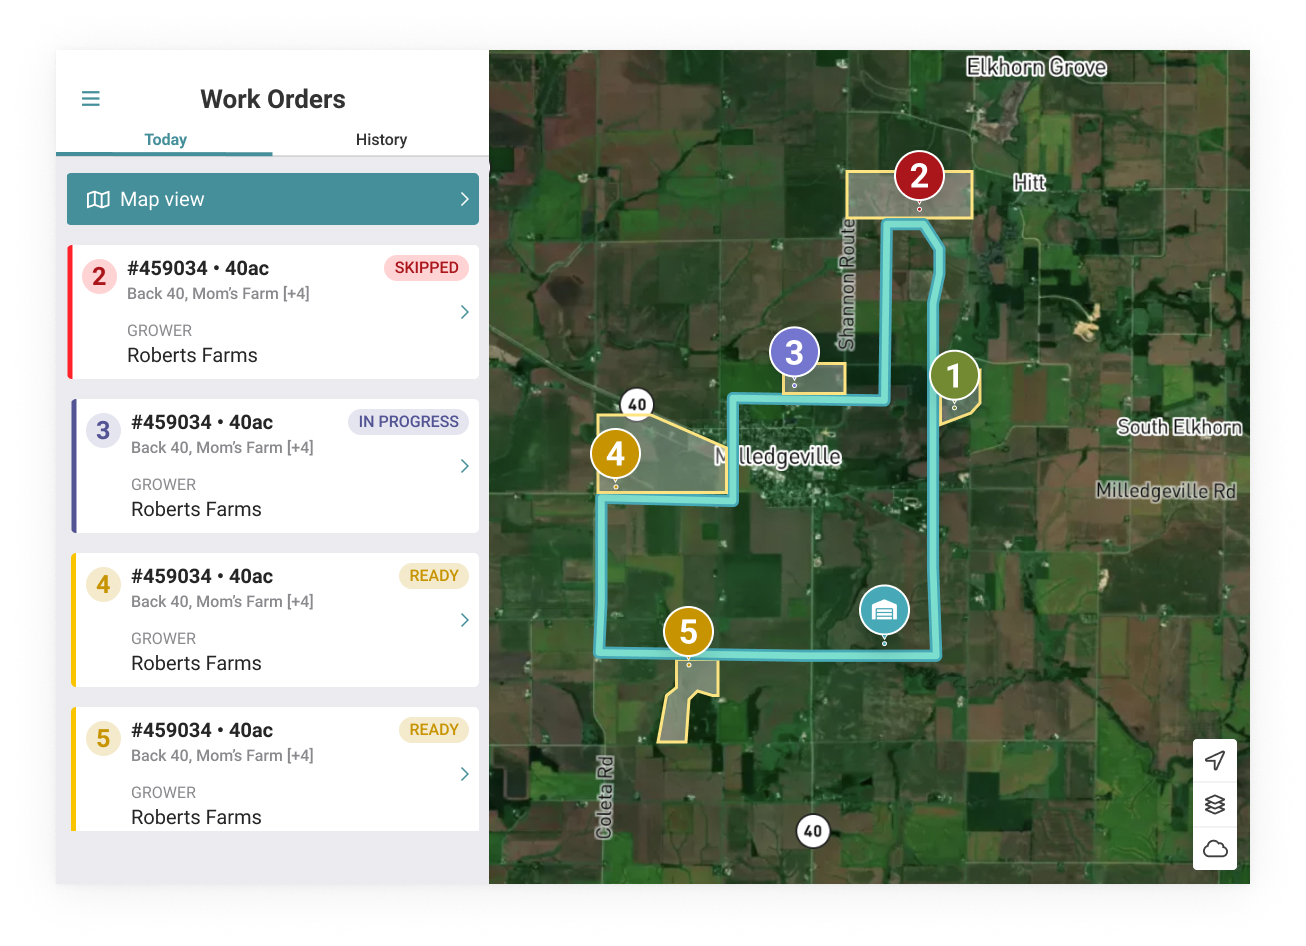 Work Orders
Today
History
Map view
2
#459034 • 40ac
SKIPPED
Back 40, Mom's Farm [+4]
GROWER
Roberts Farms
3
#459034 • 40ac
IN PROGRESS
Back 40, Mom's Farm [+4]
GROWER
Roberts Farms
4
#459034 • 40ac
READY
Back 40, Mom's Farm [+4]
GROWER
Roberts Farms
5
#459034 • 40ac
READY
Back 40, Mom's Farm [+4]
GROWER
Roberts Farms
Elkhorn Grove
2
Hitt
Shannon Route
3
1
40
South Elkhorn
4
Milledgeville
Milledgeville Rd
5
Coleta Rd
40